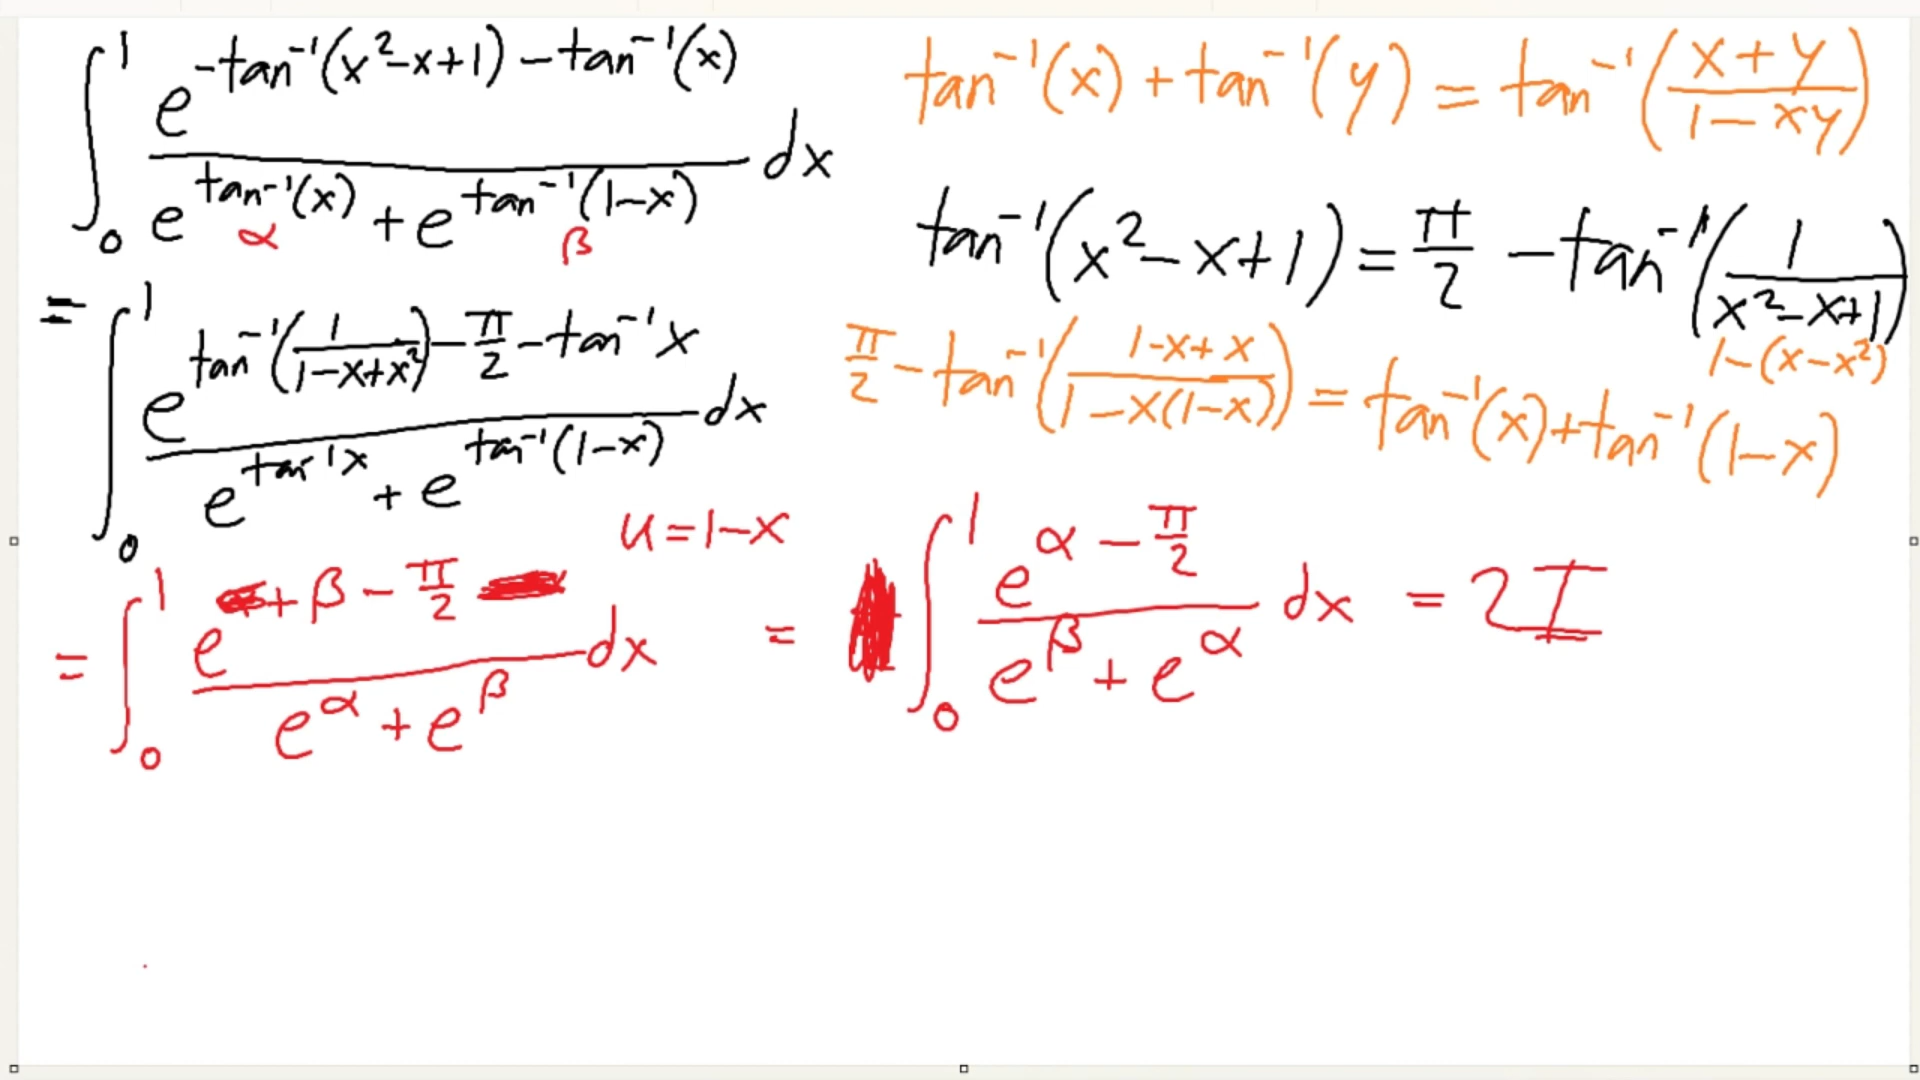 ∫₀¹ e^(-tan⁻¹(x²-x+1) - tan⁻¹(x)) / (e^(tan⁻¹(x)) + e^(tan⁻¹(1-x))) dx
α β
= ∫₀¹ e^(tan⁻¹(1/(1-x+x²)) - π/2 - tan⁻¹x) / (e^(tan⁻¹x) + e^(tan⁻¹(1-x))) dx
u = 1-x
= ∫₀¹ e^(+β - π/2) / (e^α + e^β) dx
tan⁻¹(x) + tan⁻¹(y) = tan⁻¹((x+y)/(1-xy))
tan⁻¹(x²-x+1) = π/2 - tan⁻¹(1/(x²-x+1))
1-(x-x²)
π/2 - tan⁻¹((1-x+x)/(1-x(1-x))) = tan⁻¹(x) + tan⁻¹(1-x)
= ∫₀¹ e^(α - π/2) / (e^β + e^α) dx = 2I